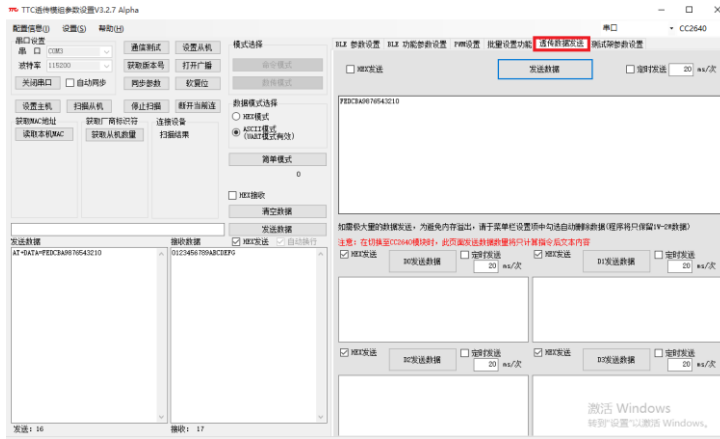 TTC透传模组参数设置V3.2.7 Alpha
配置信息(I) 设置(S) 帮助(H)
串口 CC2640
串口设置
串 口 COM3
波特率 115200
关闭串口 自动同步
通信测试 设置从机
获取版本号 打开广播
同步参数 软复位
设置主机 扫描从机 停止扫描 断开当前连
获取MAC地址 获取厂商标识符 连接设备
读取本机MAC 获取从机数量 扫描结果
模式选择
命令模式
透传模式
数据模式选择
HEX模式
ASCII模式
(UART模式有效)
简单模式
0
HEX接收
清空数据
发送数据
发送数据 接收数据 HEX发送 自动换行
AT+DATA=FEDCBA9876543210
0123456789ABCDEFG
发送: 16 接收: 17
BLE 参数设置 BLE 功能参数设置 PWM设置 批量设置功能 透传数据发送 测试架参数设置
HEX发送 发送数据 定时发送 20 ms/次
FEDCBA9876543210
如需极大量的数据发送，为避免内存溢出，请于菜单栏设置项中勾选自动删除数据(程序将只保留1W-2W数据)
注意：在切换至CC2640模块时，此页面发送数据数量将只计算指令后文本内容
HEX发送 D0发送数据 定时发送 20 ms/次
HEX发送 D1发送数据 定时发送 20 ms/次
HEX发送 D2发送数据 定时发送 20 ms/次
HEX发送 D3发送数据 定时发送 20 ms/次
激活 Windows
转到"设置"以激活 Windows。